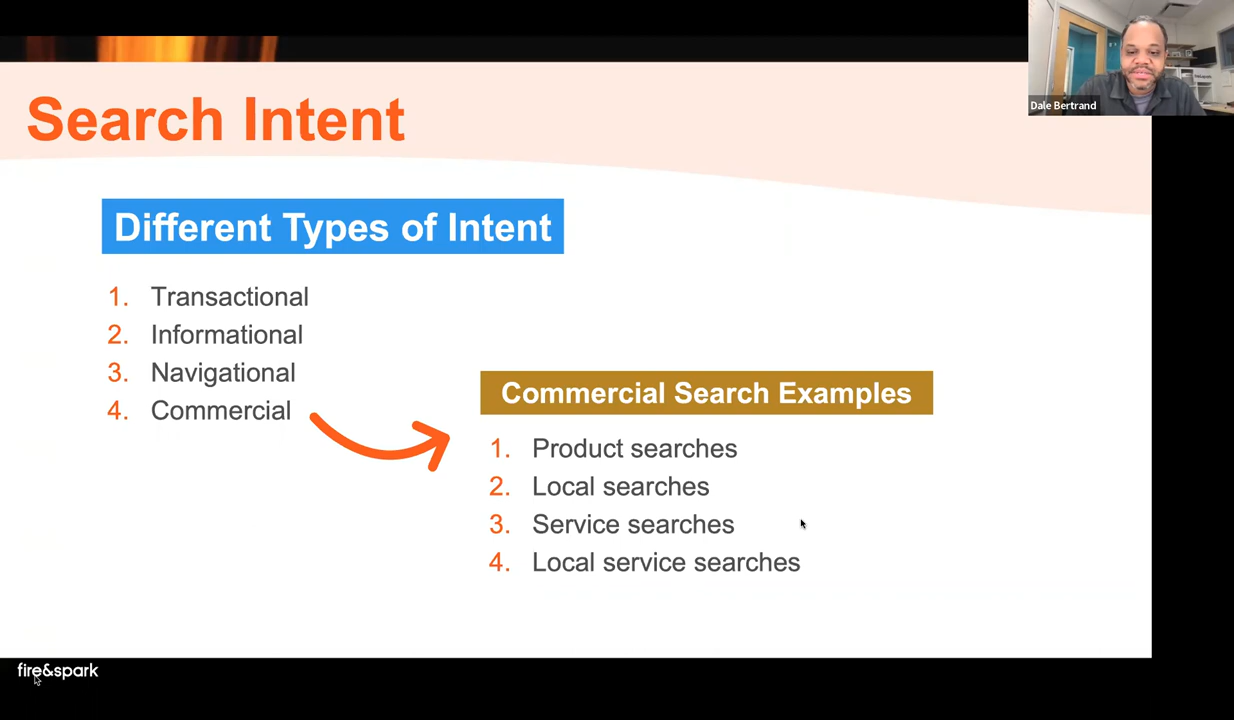 Search Intent
Dale Bertrand
Different Types of Intent
1. Transactional
2. Informational
3. Navigational
4. Commercial
Commercial Search Examples
1. Product searches
2. Local searches
3. Service searches
4. Local service searches
fire&spark